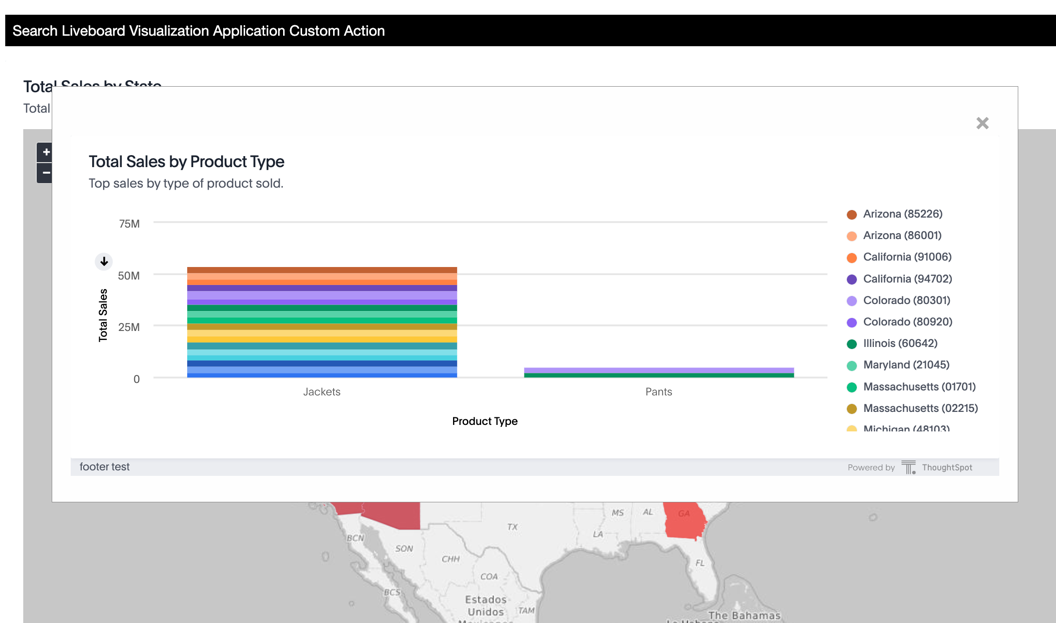 Search Liveboard Visualization Application Custom Action
Total Sales by State
Total
+
−
Total Sales by Product Type
Top sales by type of product sold.
75M
50M
25M
0
Total Sales
Jackets
Pants
Product Type
Arizona (85226)
Arizona (86001)
California (91006)
California (94702)
Colorado (80301)
Colorado (80920)
Illinois (60642)
Maryland (21045)
Massachusetts (01701)
Massachusetts (02215)
Michigan (48103)
footer test
Powered by ThoughtSpot
MS
AL
GA
TX
LA
BCN
SON
CHH
FL
COA
BCS
Estados
Unidos
TAM
The Bahamas